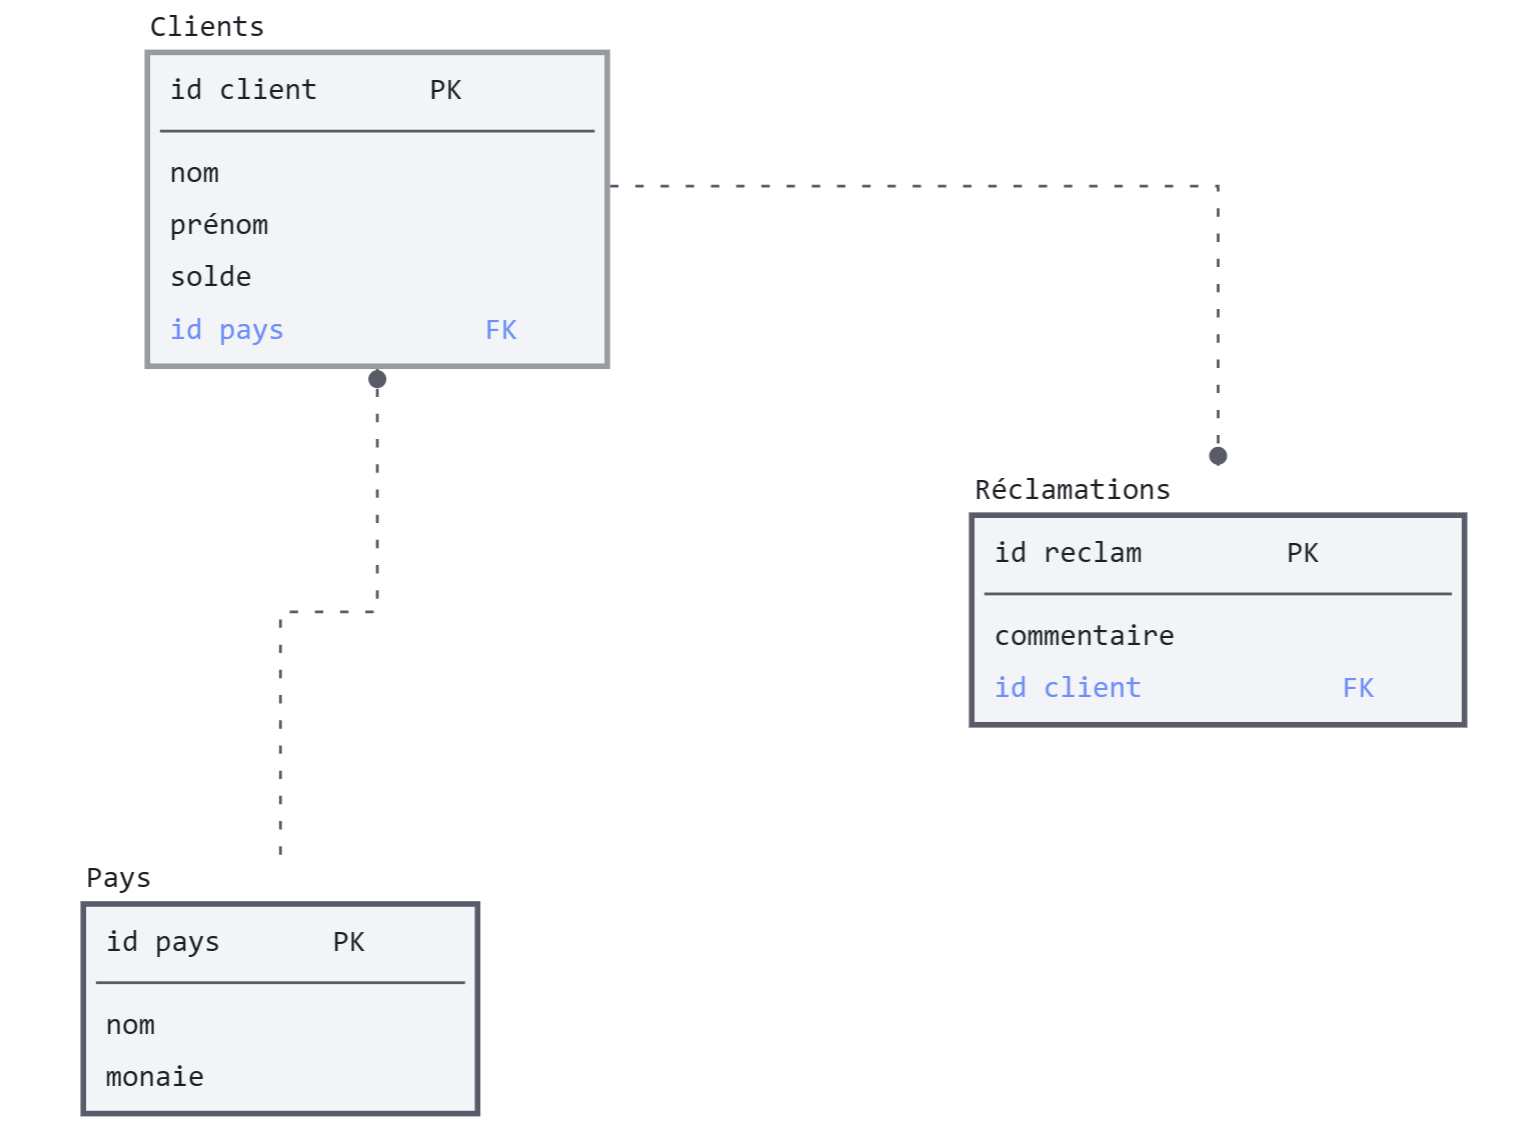 Clients
id client PK
nom
prénom
solde
id pays FK
Réclamations
id reclam PK
commentaire
id client FK
Pays
id pays PK
nom
monaie